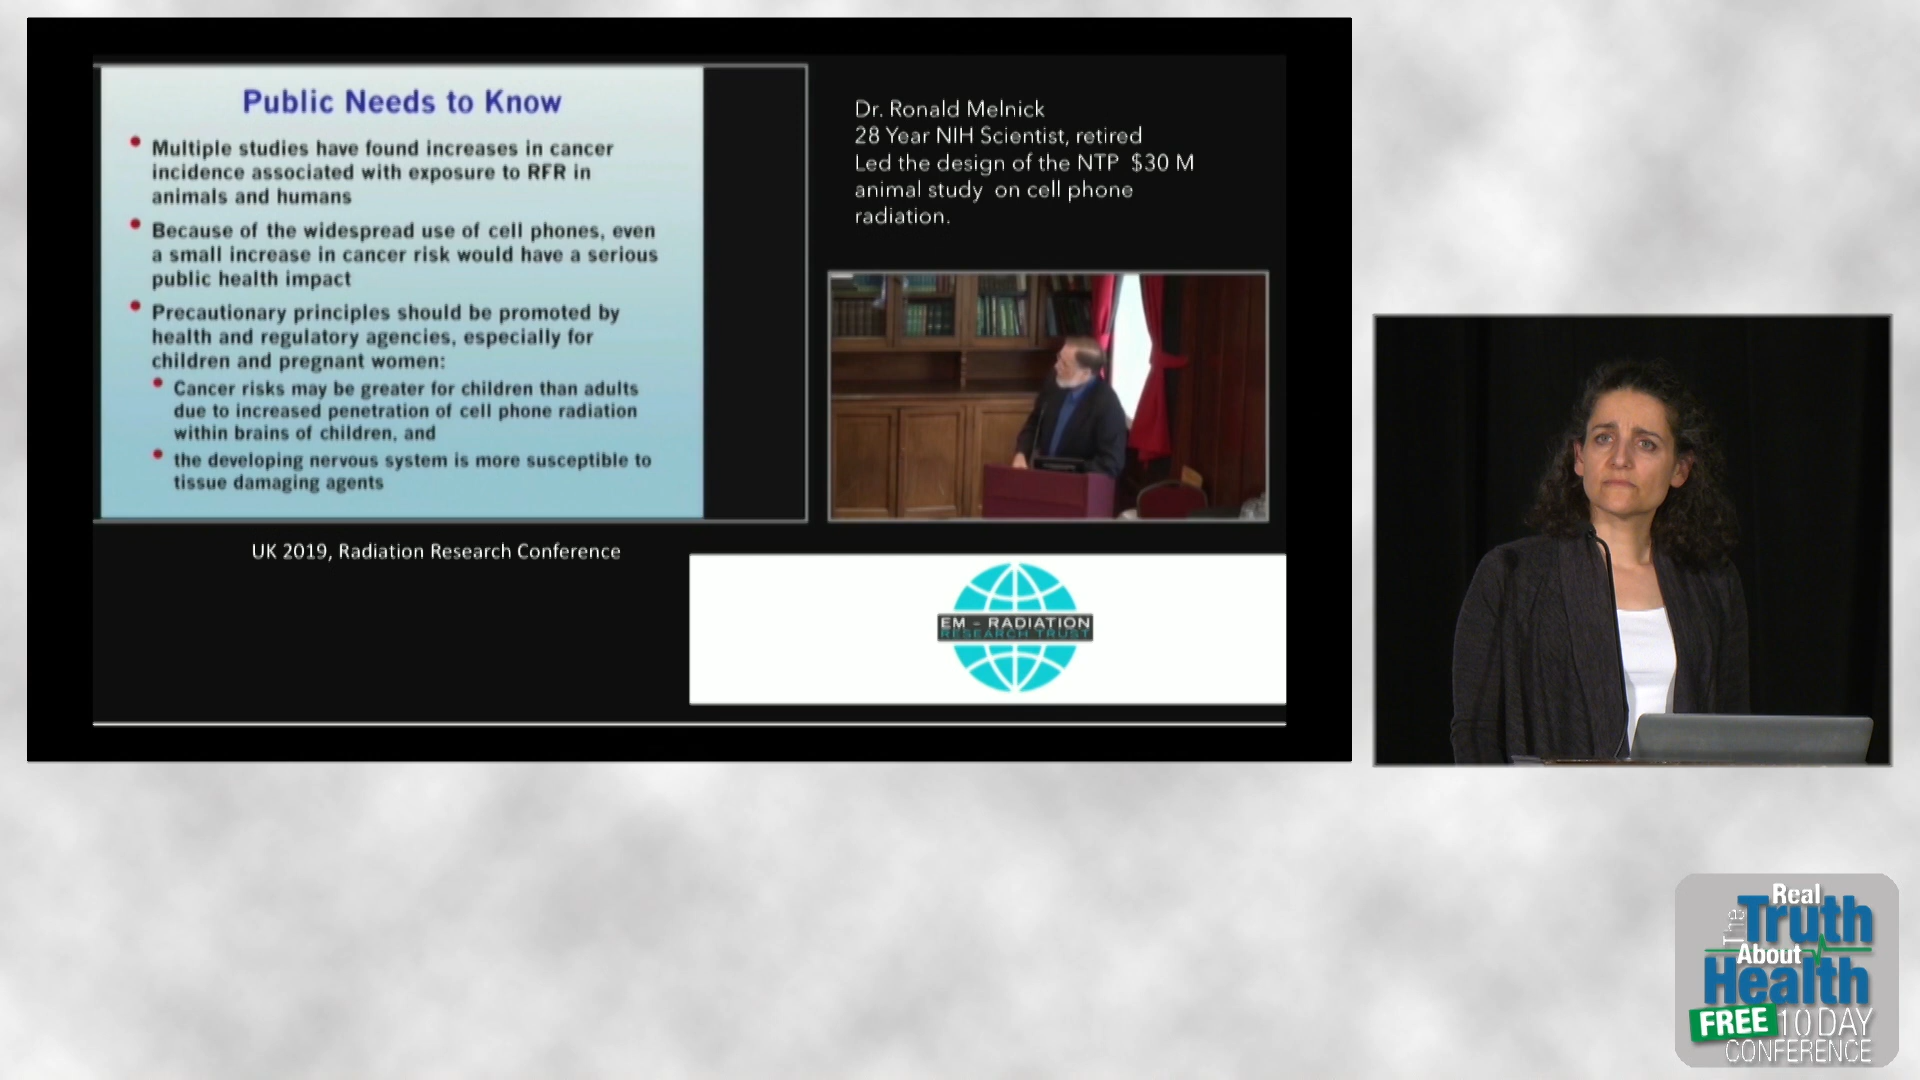 Public Needs to Know
• Multiple studies have found increases in cancer
incidence associated with exposure to RFR in
animals and humans
• Because of the widespread use of cell phones, even
a small increase in cancer risk would have a serious
public health impact
• Precautionary principles should be promoted by
health and regulatory agencies, especially for
children and pregnant women:
• Cancer risks may be greater for children than adults
due to increased penetration of cell phone radiation
within brains of children, and
• the developing nervous system is more susceptible to
tissue damaging agents
Dr. Ronald Melnick
28 Year NIH Scientist, retired
Led the design of the NTP $30 M
animal study on cell phone
radiation.
UK 2019, Radiation Research Conference
EM - RADIATION
RESEARCH TRUST
The Real
Truth
About
Health
FREE 10 DAY
CONFERENCE